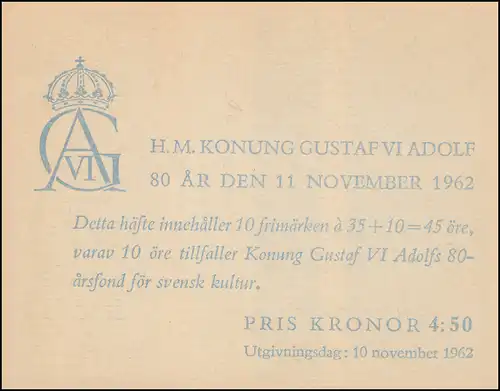 GA VI
H. M. KONUNG GUSTAF VI ADOLF
80 ÅR DEN 11 NOVEMBER 1962
Detta häfte innehåller 10 frimärken à 35 + 10 = 45 öre,
varav 10 öre tillfaller Konung Gustaf VI Adolfs 80-
årsfond för svensk kultur.
PRIS KRONOR 4:50
Utgivningsdag: 10 november 1962